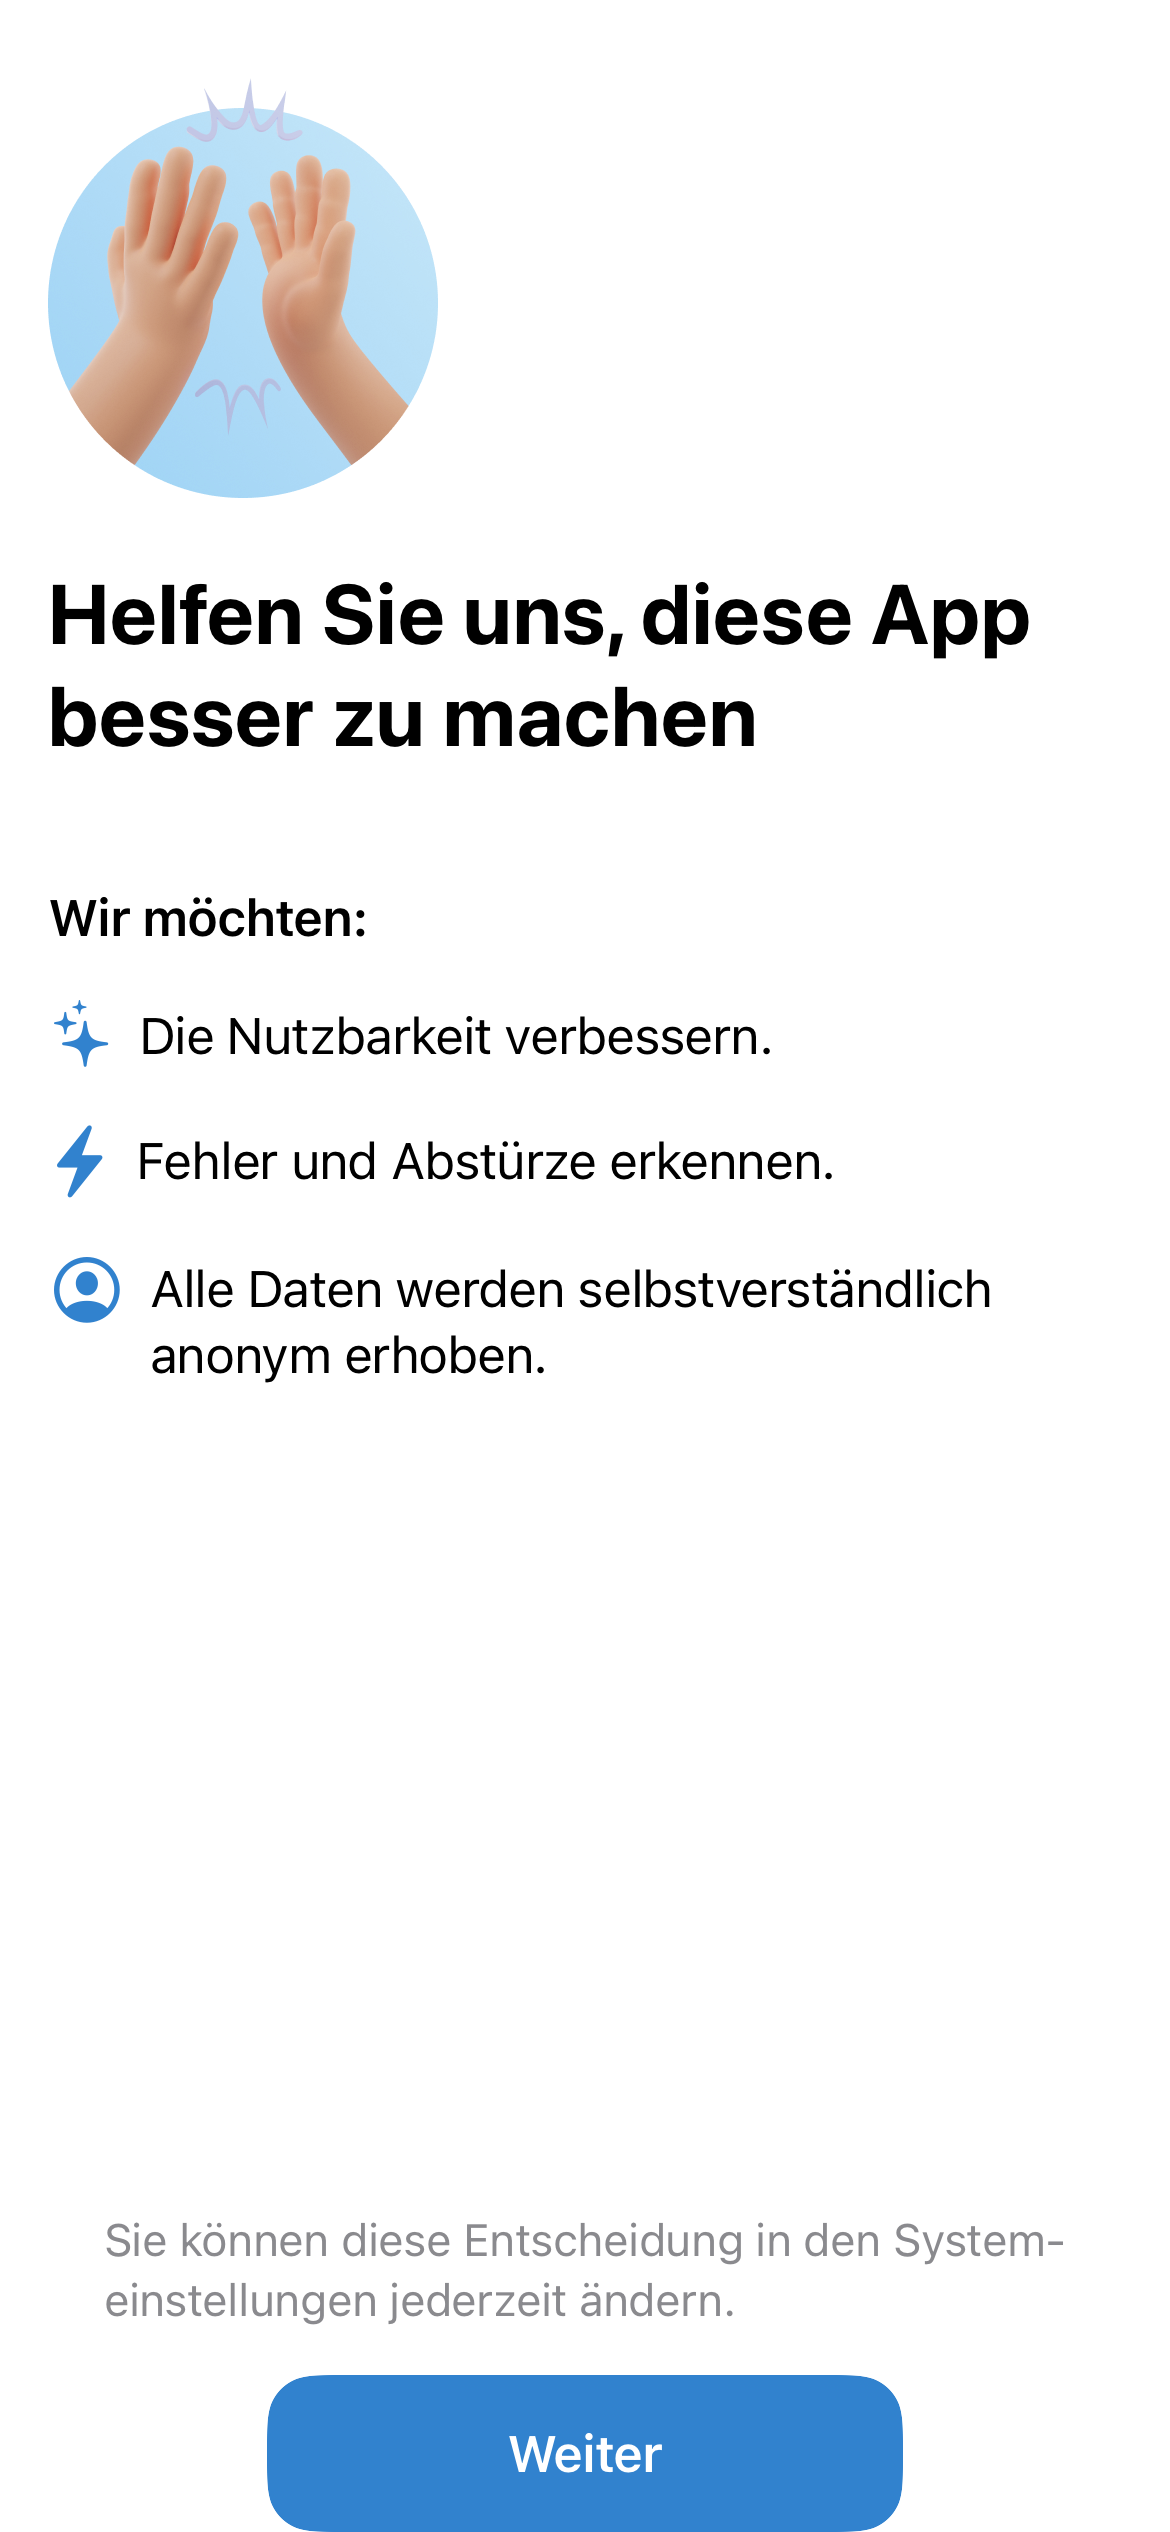 Helfen Sie uns, diese App
besser zu machen
Wir möchten:
Die Nutzbarkeit verbessern.
Fehler und Abstürze erkennen.
Alle Daten werden selbstverständlich
anonym erhoben.
Sie können diese Entscheidung in den System-
einstellungen jederzeit ändern.
Weiter